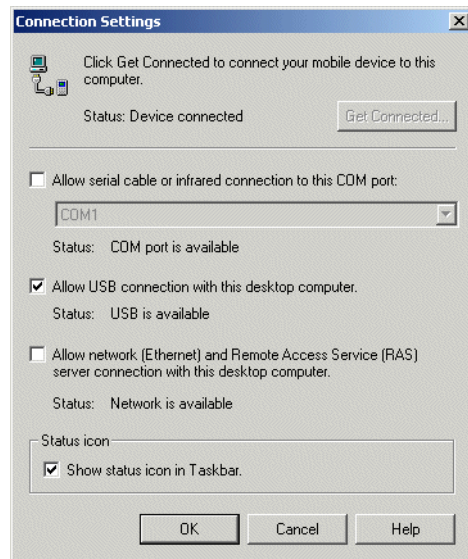 Connection Settings
Click Get Connected to connect your mobile device to this
computer.
Status: Device connected
Get Connected...
Allow serial cable or infrared connection to this COM port:
COM1
Status: COM port is available
Allow USB connection with this desktop computer.
Status: USB is available
Allow network (Ethernet) and Remote Access Service (RAS)
server connection with this desktop computer.
Status: Network is available
Status icon
Show status icon in Taskbar.
OK Cancel Help